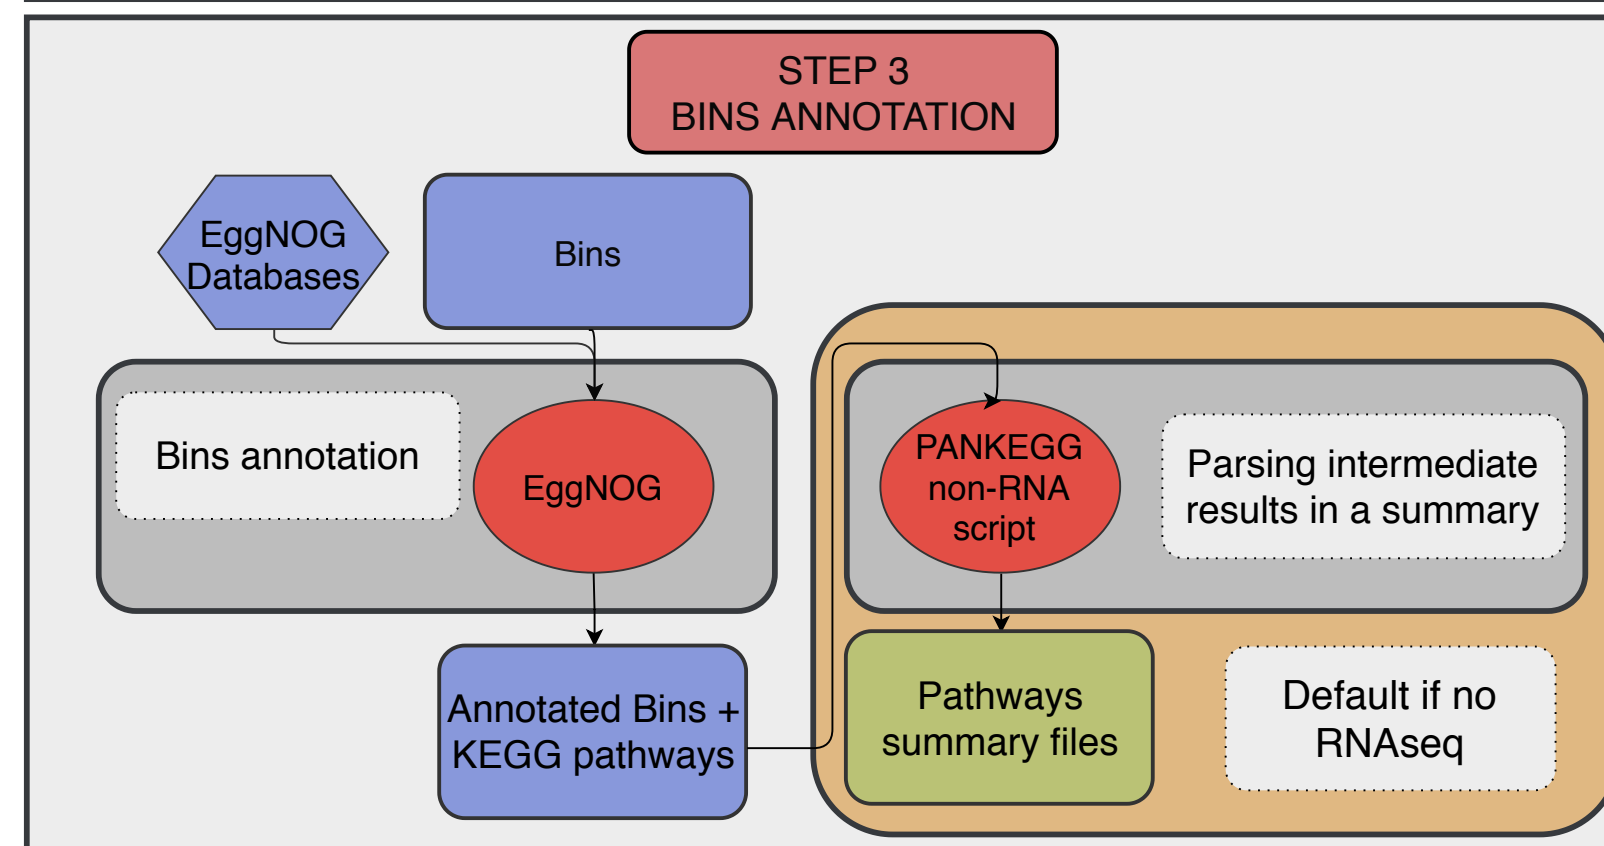 STEP 3
BINS ANNOTATION
EggNOG
Databases
Bins
Bins annotation
EggNOG
PANKEGG
non-RNA
script
Parsing intermediate
results in a summary
Annotated Bins +
KEGG pathways
Pathways
summary files
Default if no
RNAseq